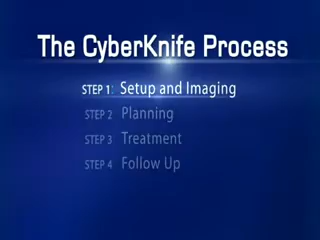 The CyberKnife Process
STEP 1: Setup and Imaging
STEP 2 Planning
STEP 3 Treatment
STEP 4 Follow Up